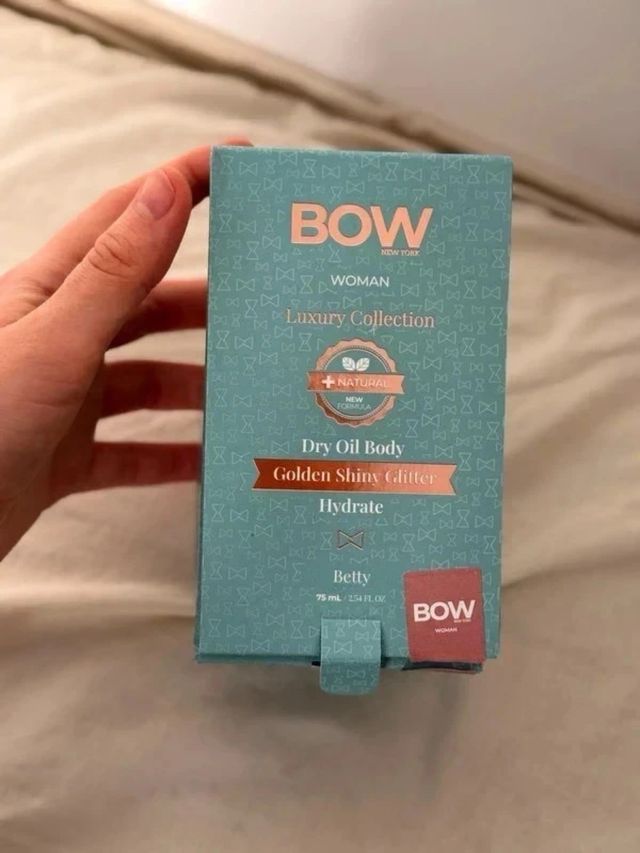 BOW
NEW YORK
WOMAN
Luxury Collection
+ NATURAL
NEW
FORMULA
Dry Oil Body
Golden Shiny Glitter
Hydrate
Betty
75 mL / 2.54 FL OZ
BOW
WOMAN